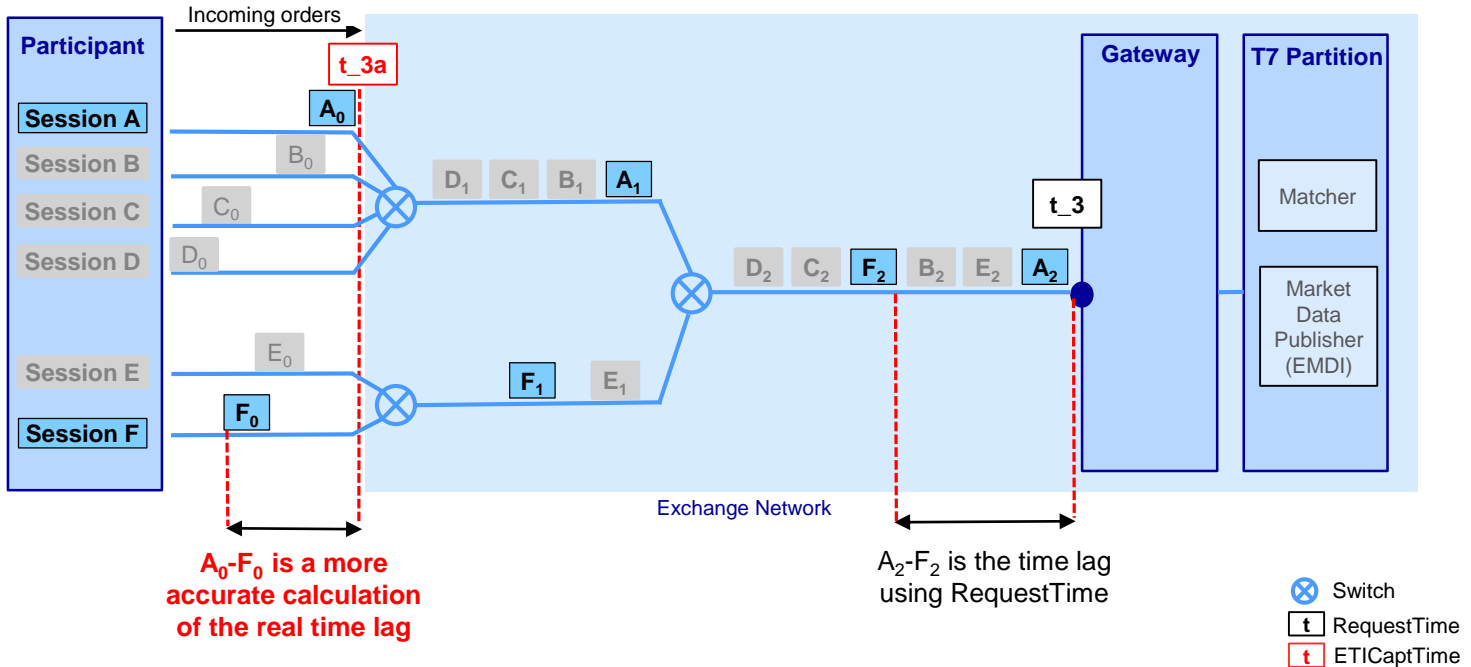 Incoming orders
Participant
t_3a
Gateway
T7 Partition
Session A
A₀
Session B
B₀
D₁ C₁ B₁ A₁
Session C
C₀
t_3
Matcher
Session D
D₀
D₂ C₂ F₂ B₂ E₂ A₂
Market
Data
Publisher
(EMDI)
Session E
E₀
F₁ E₁
Session F
F₀
Exchange Network
A₀-F₀ is a more
accurate calculation
of the real time lag
A₂-F₂ is the time lag
using RequestTime
Switch
t RequestTime
t ETICaptTime